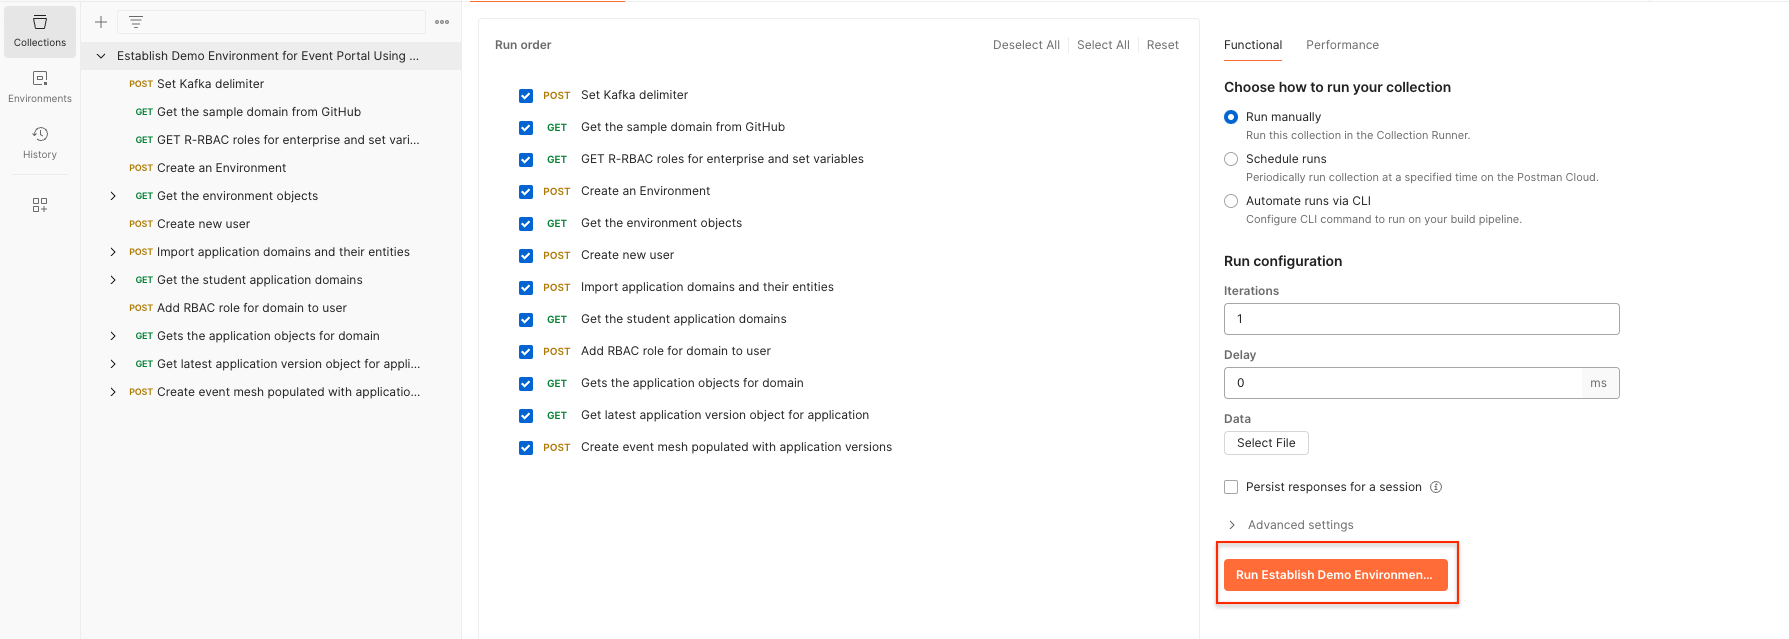 Collections
Environments
History
Establish Demo Environment for Event Portal Using ...
POST Set Kafka delimiter
GET Get the sample domain from GitHub
GET GET R-RBAC roles for enterprise and set vari...
POST Create an Environment
GET Get the environment objects
POST Create new user
POST Import application domains and their entities
GET Get the student application domains
POST Add RBAC role for domain to user
GET Gets the application objects for domain
GET Get latest application version object for appli...
POST Create event mesh populated with applicatio...
Run order
Deselect All Select All Reset
POST Set Kafka delimiter
GET Get the sample domain from GitHub
GET GET R-RBAC roles for enterprise and set variables
POST Create an Environment
GET Get the environment objects
POST Create new user
POST Import application domains and their entities
GET Get the student application domains
POST Add RBAC role for domain to user
GET Gets the application objects for domain
GET Get latest application version object for application
POST Create event mesh populated with application versions
Functional Performance
Choose how to run your collection
Run manually
Run this collection in the Collection Runner.
Schedule runs
Periodically run collection at a specified time on the Postman Cloud.
Automate runs via CLI
Configure CLI command to run on your build pipeline.
Run configuration
Iterations
1
Delay
0 ms
Data
Select File
Persist responses for a session
Advanced settings
Run Establish Demo Environmen...